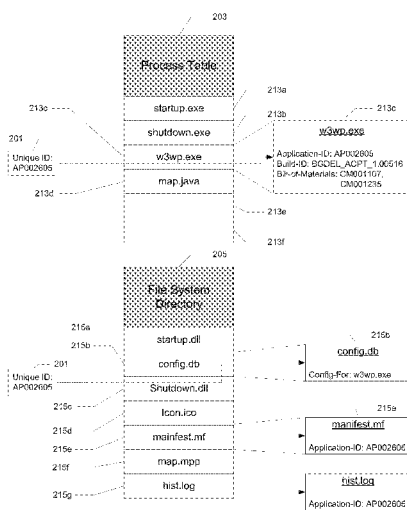 203
Process Table
213a
startup.exe
213b
213c
shutdown.exe
213c
201
w3wp.exe
Unique ID:
AP002605
w3wp.exe
Application-ID: AP002605
Build-ID: BGDEL_ACPT_1.00516
Bill-of-Materials: CM001107,
CM001235
213d
map.java
213e
213f
205
File System
Directory
215a
startup.dll
215b
215b
config.db
config.db
201
Unique ID:
AP002605
Config-For: w3wp.exe
215c
Shutdown.dll
215d
Icon.ico
215e
215e
mainfest.mf
manifest.mf
Application-ID: AP002605
215f
map.mpp
215g
hist.log
hist.log
Application-ID: AP002605